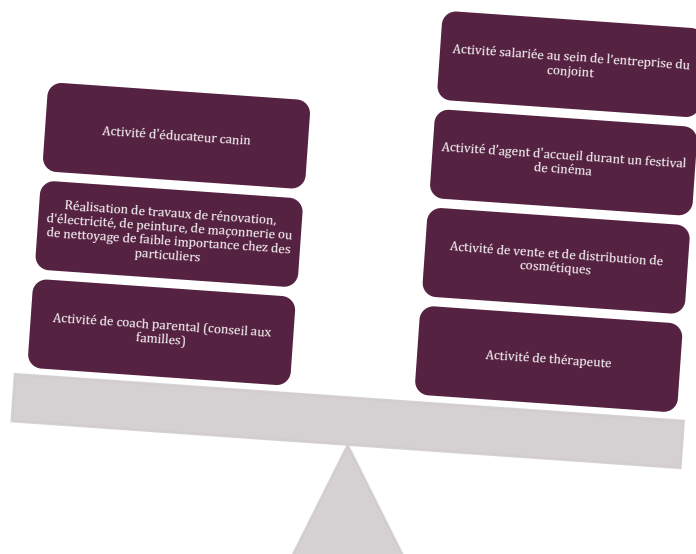 Activité d'éducateur canin
Réalisation de travaux de rénovation,
d'électricité, de peinture, de maçonnerie ou
de nettoyage de faible importance chez des
particuliers
Activité de coach parental (conseil aux
familles)
Activité salariée au sein de l'entreprise du
conjoint
Activité d'agent d'accueil durant un festival
de cinéma
Activité de vente et de distribution de
cosmétiques
Activité de thérapeute